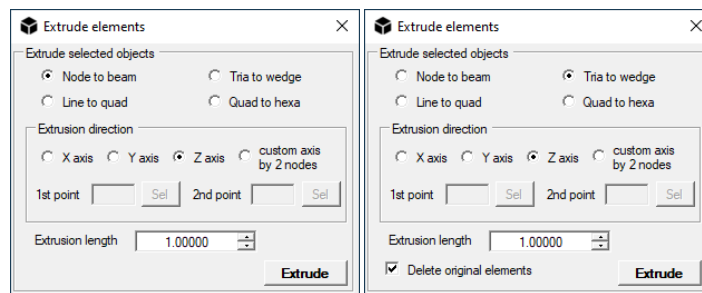 Extrude elements
Extrude selected objects
Node to beam Tria to wedge
Line to quad Quad to hexa
Extrusion direction
X axis Y axis Z axis custom axis
by 2 nodes
1st point Sel 2nd point Sel
Extrusion length 1.00000
Extrude
Extrude elements
Extrude selected objects
Node to beam Tria to wedge
Line to quad Quad to hexa
Extrusion direction
X axis Y axis Z axis custom axis
by 2 nodes
1st point Sel 2nd point Sel
Extrusion length 1.00000
Delete original elements Extrude